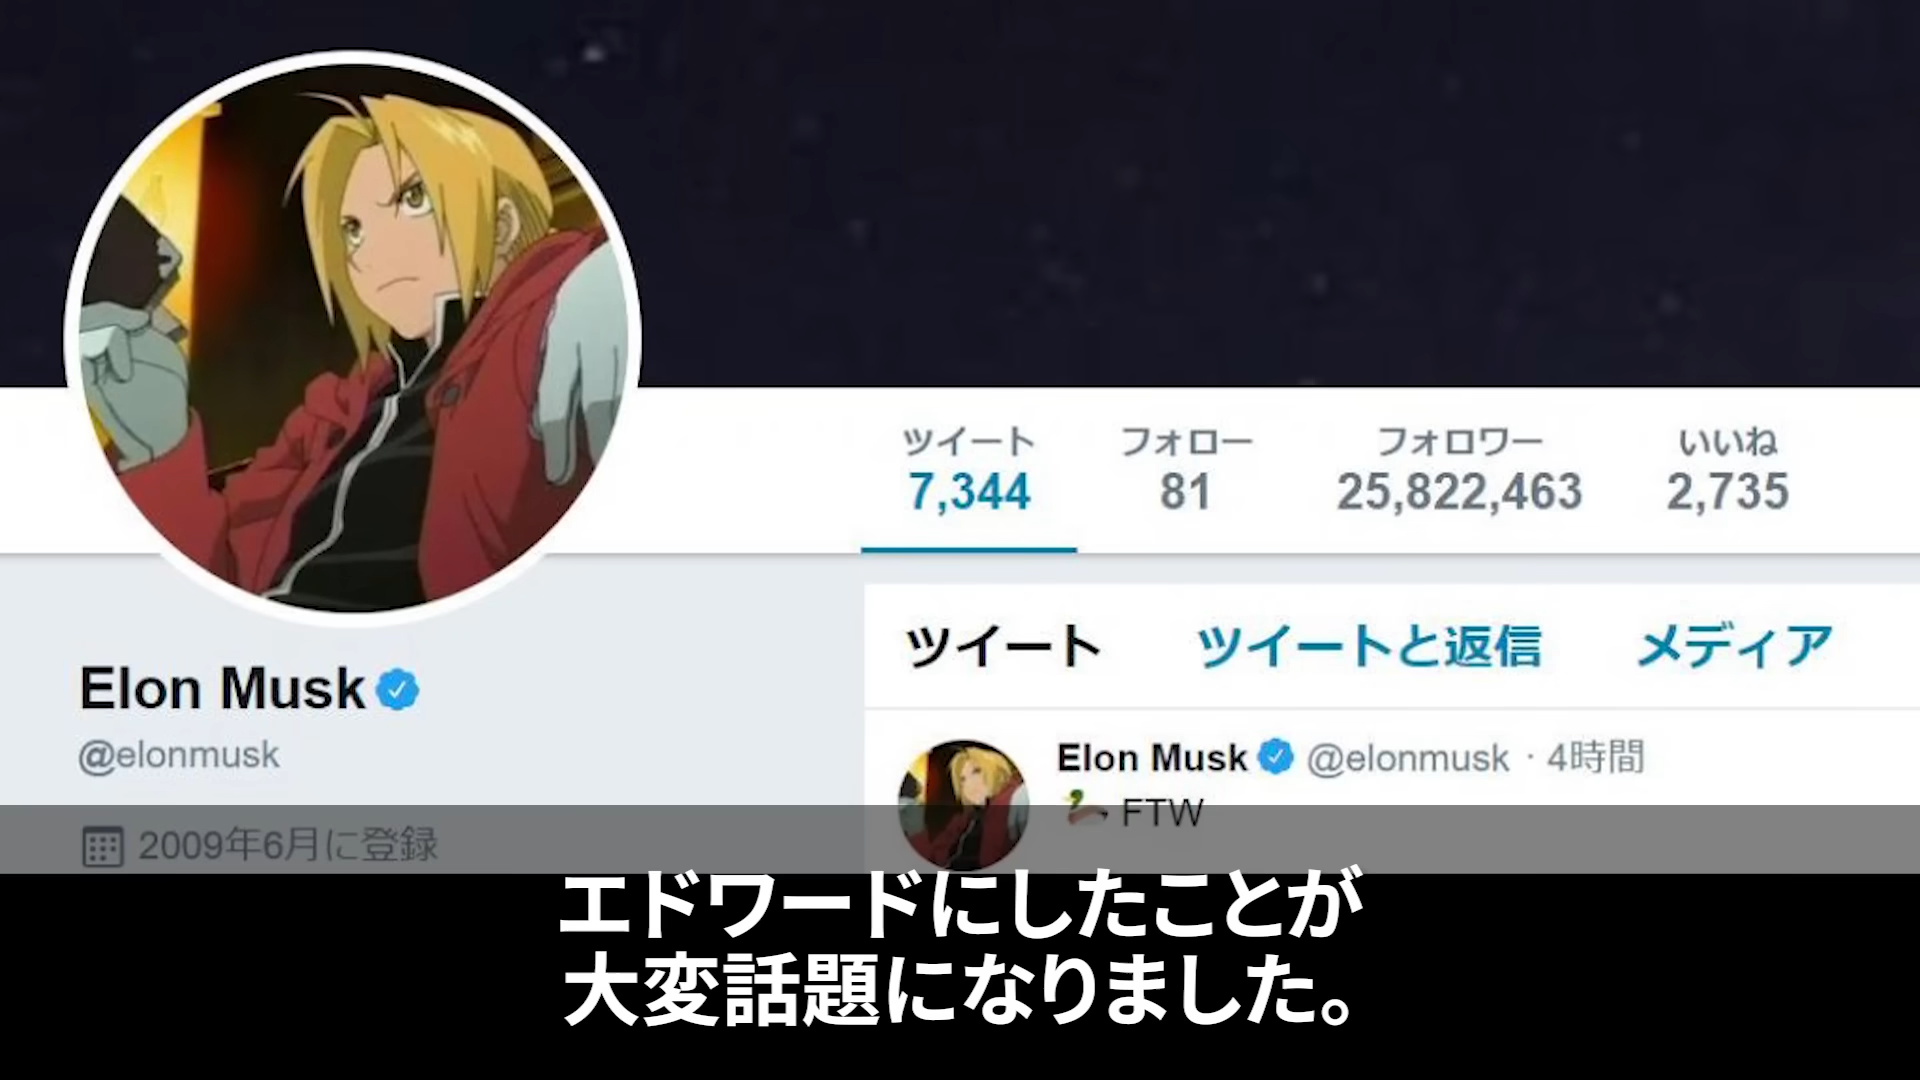 ツイート フォロー フォロワー いいね
7,344 81 25,822,463 2,735
ツイート ツイートと返信 メディア
Elon Musk
@elonmusk
2009年6月に登録
Elon Musk @elonmusk · 4時間
🦆 FTW
エドワードにしたことが
大変話題になりました。